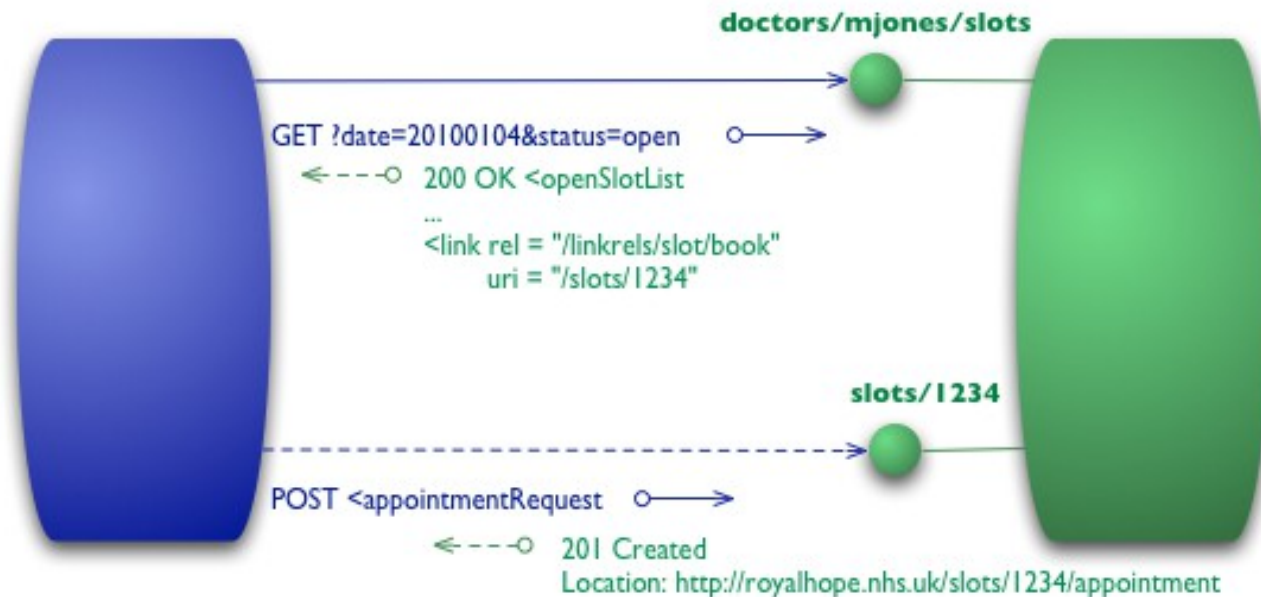 doctors/mjones/slots
GET ?date=20100104&status=open
200 OK <openSlotList
...
<link rel = "/linkrels/slot/book"
uri = "/slots/1234"
slots/1234
POST <appointmentRequest
201 Created
Location: http://royalhope.nhs.uk/slots/1234/appointment